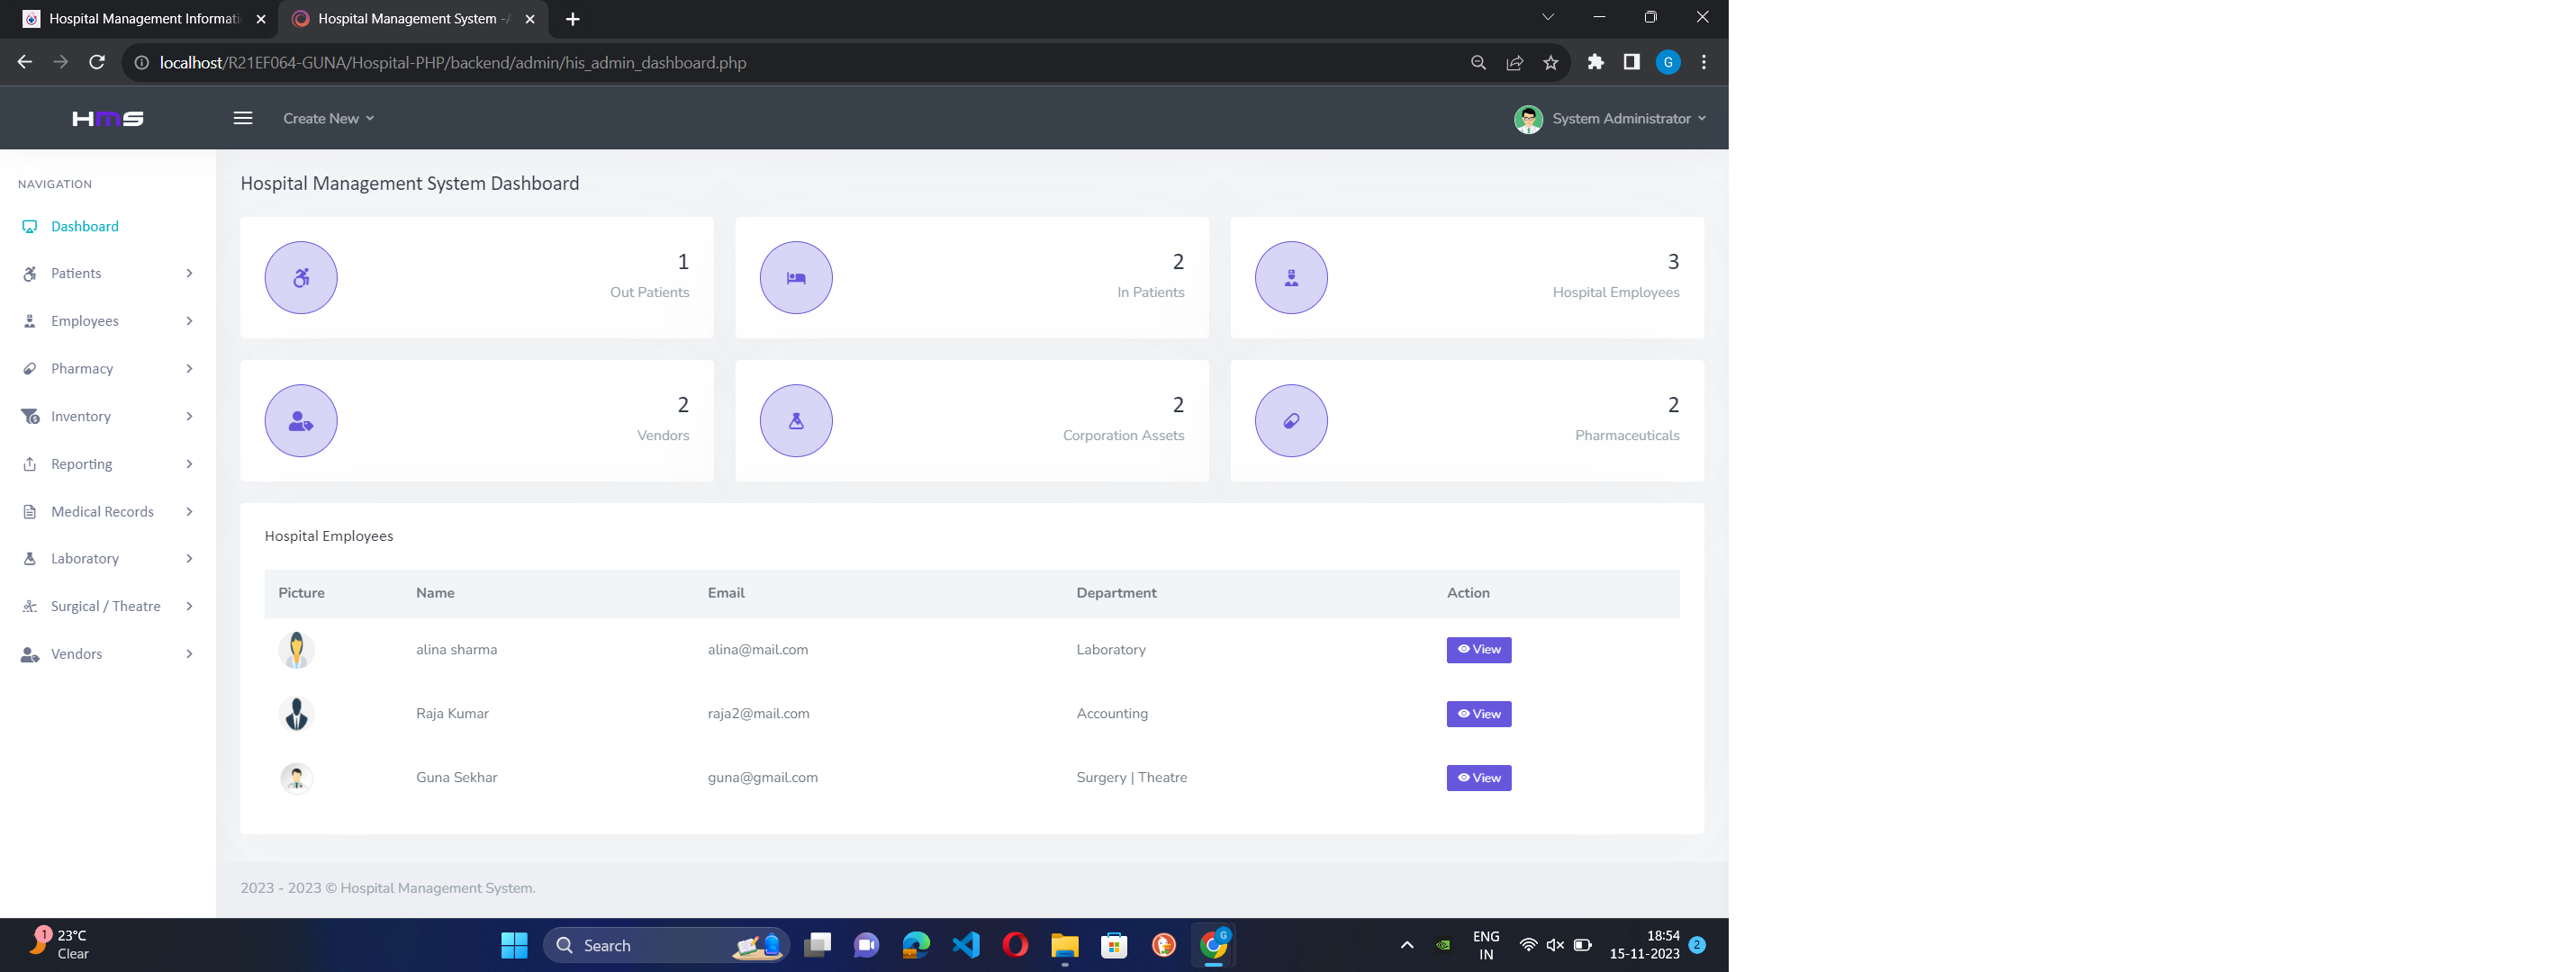 Hospital Management Informati
Hospital Management System -A
localhost/R21EF064-GUNA/Hospital-PHP/backend/admin/his_admin_dashboard.php
G
HMS
Create New
System Administrator
NAVIGATION
Dashboard
Patients
Employees
Pharmacy
Inventory
Reporting
Medical Records
Laboratory
Surgical / Theatre
Vendors
Hospital Management System Dashboard
1
Out Patients
2
In Patients
3
Hospital Employees
2
Vendors
2
Corporation Assets
2
Pharmaceuticals
Hospital Employees
Picture Name Email Department Action
alina sharma alina@mail.com Laboratory View
Raja Kumar raja2@mail.com Accounting View
Guna Sekhar guna@gmail.com Surgery | Theatre View
2023 - 2023 © Hospital Management System.
1
23°C
Clear
Search
G
ENG
IN
18:54
15-11-2023
2